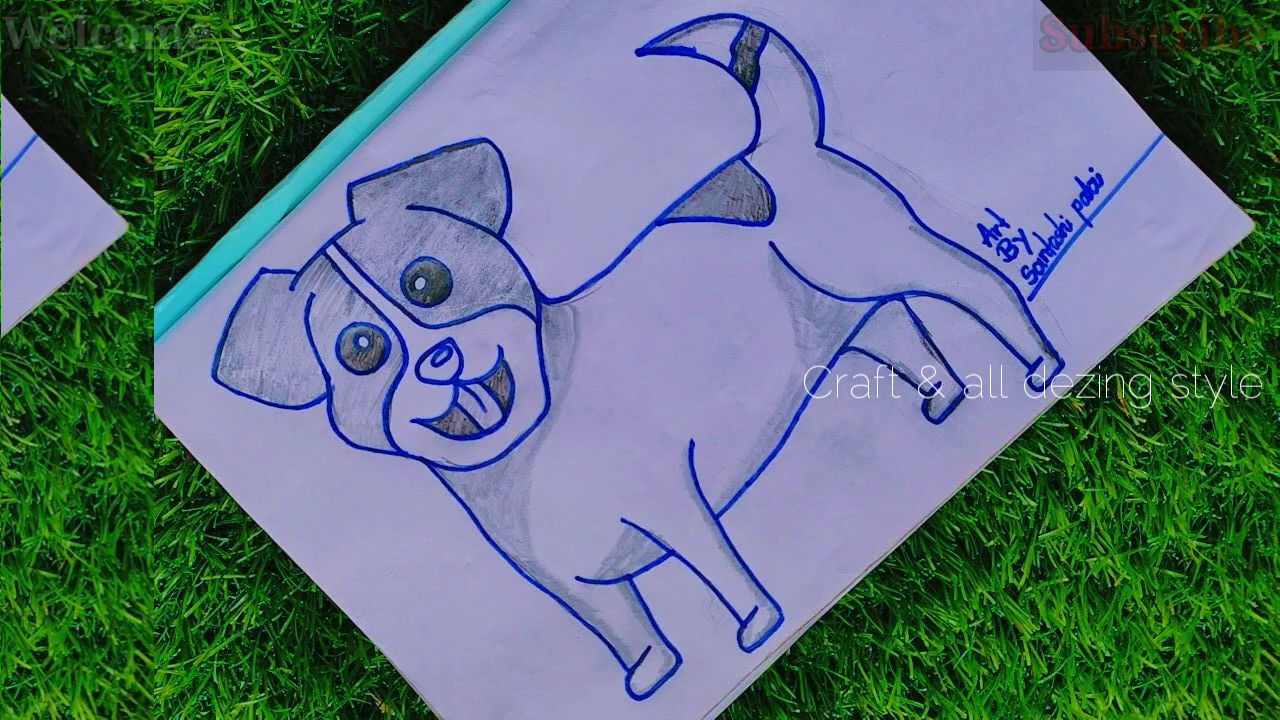 Welcome
Subscribe
Art
By
Craft & all dezing style